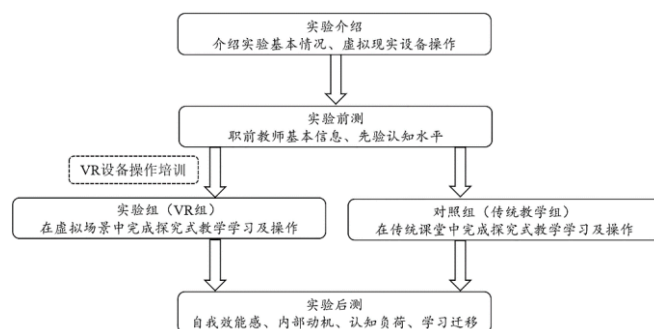 实验介绍
介绍实验基本情况、虚拟现实设备操作
实验前测
职前教师基本信息、先验认知水平
VR设备操作培训
实验组（VR组）
在虚拟场景中完成探究式教学学习及操作
对照组（传统教学组）
在传统课堂中完成探究式教学学习及操作
实验后测
自我效能感、内部动机、认知负荷、学习迁移